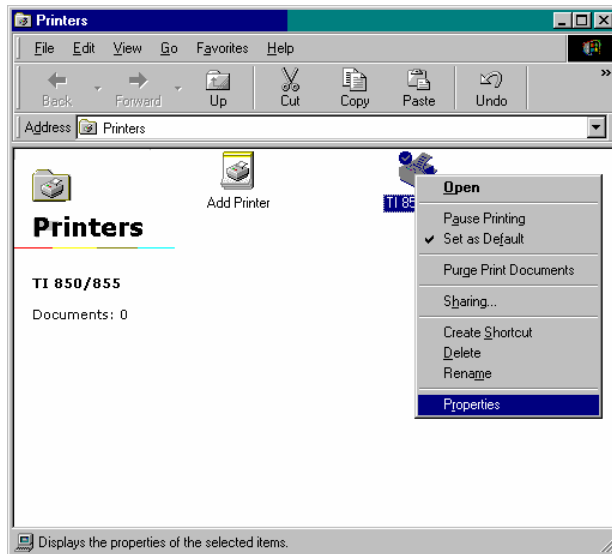 Printers
File Edit View Go Favorites Help
Back Forward Up Cut Copy Paste Undo »
Address Printers
Add Printer
TI 85
Printers
TI 850/855
Documents: 0
Open
Pause Printing
Set as Default
Purge Print Documents
Sharing...
Create Shortcut
Delete
Rename
Properties
Displays the properties of the selected items.